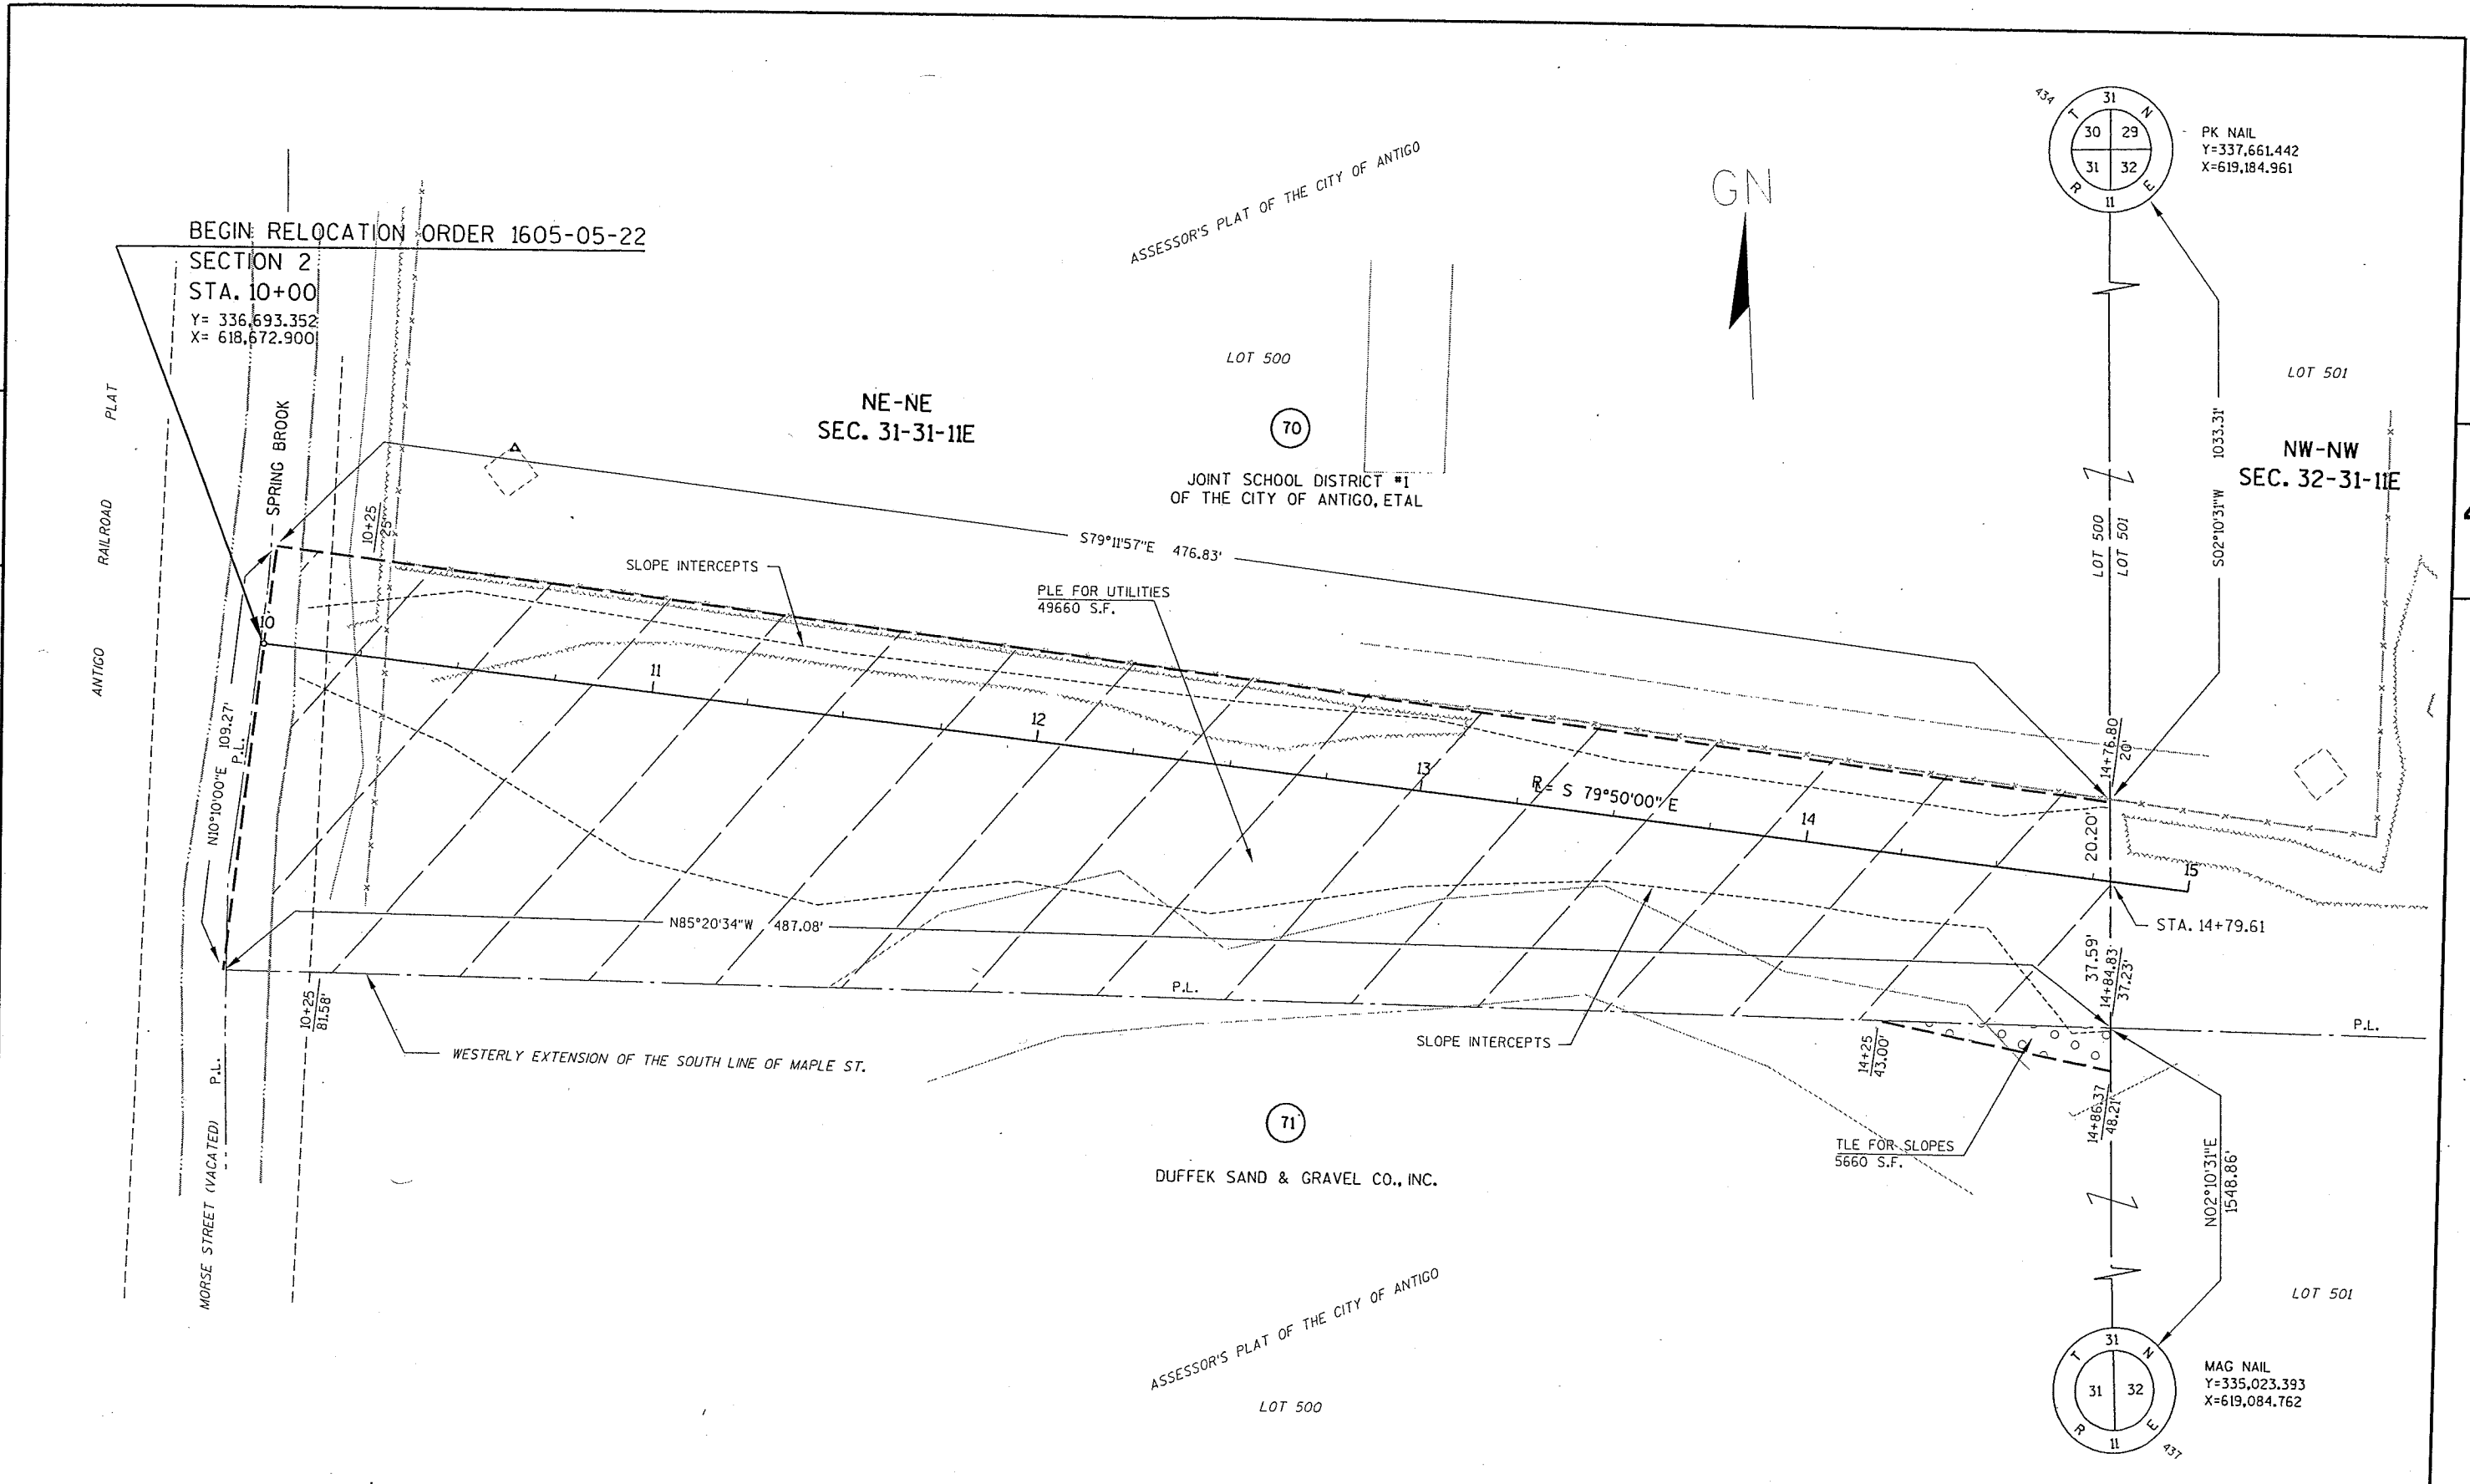 BEGIN RELOCATION ORDER 1605-05-22
SECTION 2
STA. 10+00
Y= 336,693.352
X= 618,672.900
ANTIGO RAILROAD PLAT
SPRING BROOK
NE-NE
SEC. 31-31-11E
ASSESSOR'S PLAT OF THE CITY OF ANTIGO
LOT 500
70
JOINT SCHOOL DISTRICT #1
OF THE CITY OF ANTIGO, ETAL
GN
434
T 31 N
30 29
31 32
R 11 E
PK NAIL
Y=337,661.442
X=619,184.961
LOT 501
NW-NW
SEC. 32-31-11E
S02°10'31"W 1033.31'
LOT 500
LOT 501
10+25
25'
S79°11'57"E 476.83'
SLOPE INTERCEPTS
PLE FOR UTILITIES
49660 S.F.
10
11
12
13
14
15
R/L= S 79°50'00" E
14+76.80
20'
20.20'
STA. 14+79.61
37.59'
14+84.83
37.23'
N10°10'00"E 109.27'
P.L.
N85°20'34"W 487.08'
P.L.
P.L.
10+25
81.58'
WESTERLY EXTENSION OF THE SOUTH LINE OF MAPLE ST.
SLOPE INTERCEPTS
14+25
43.00'
14+86.37
48.21'
TLE FOR SLOPES
5660 S.F.
71
DUFFEK SAND & GRAVEL CO., INC.
MORSE STREET (VACATED) P.L.
N02°10'31"E
1548.86'
ASSESSOR'S PLAT OF THE CITY OF ANTIGO
LOT 500
LOT 501
T 31 N
31 32
R 11 E
437
MAG NAIL
Y=335,023.393
X=619,084.762